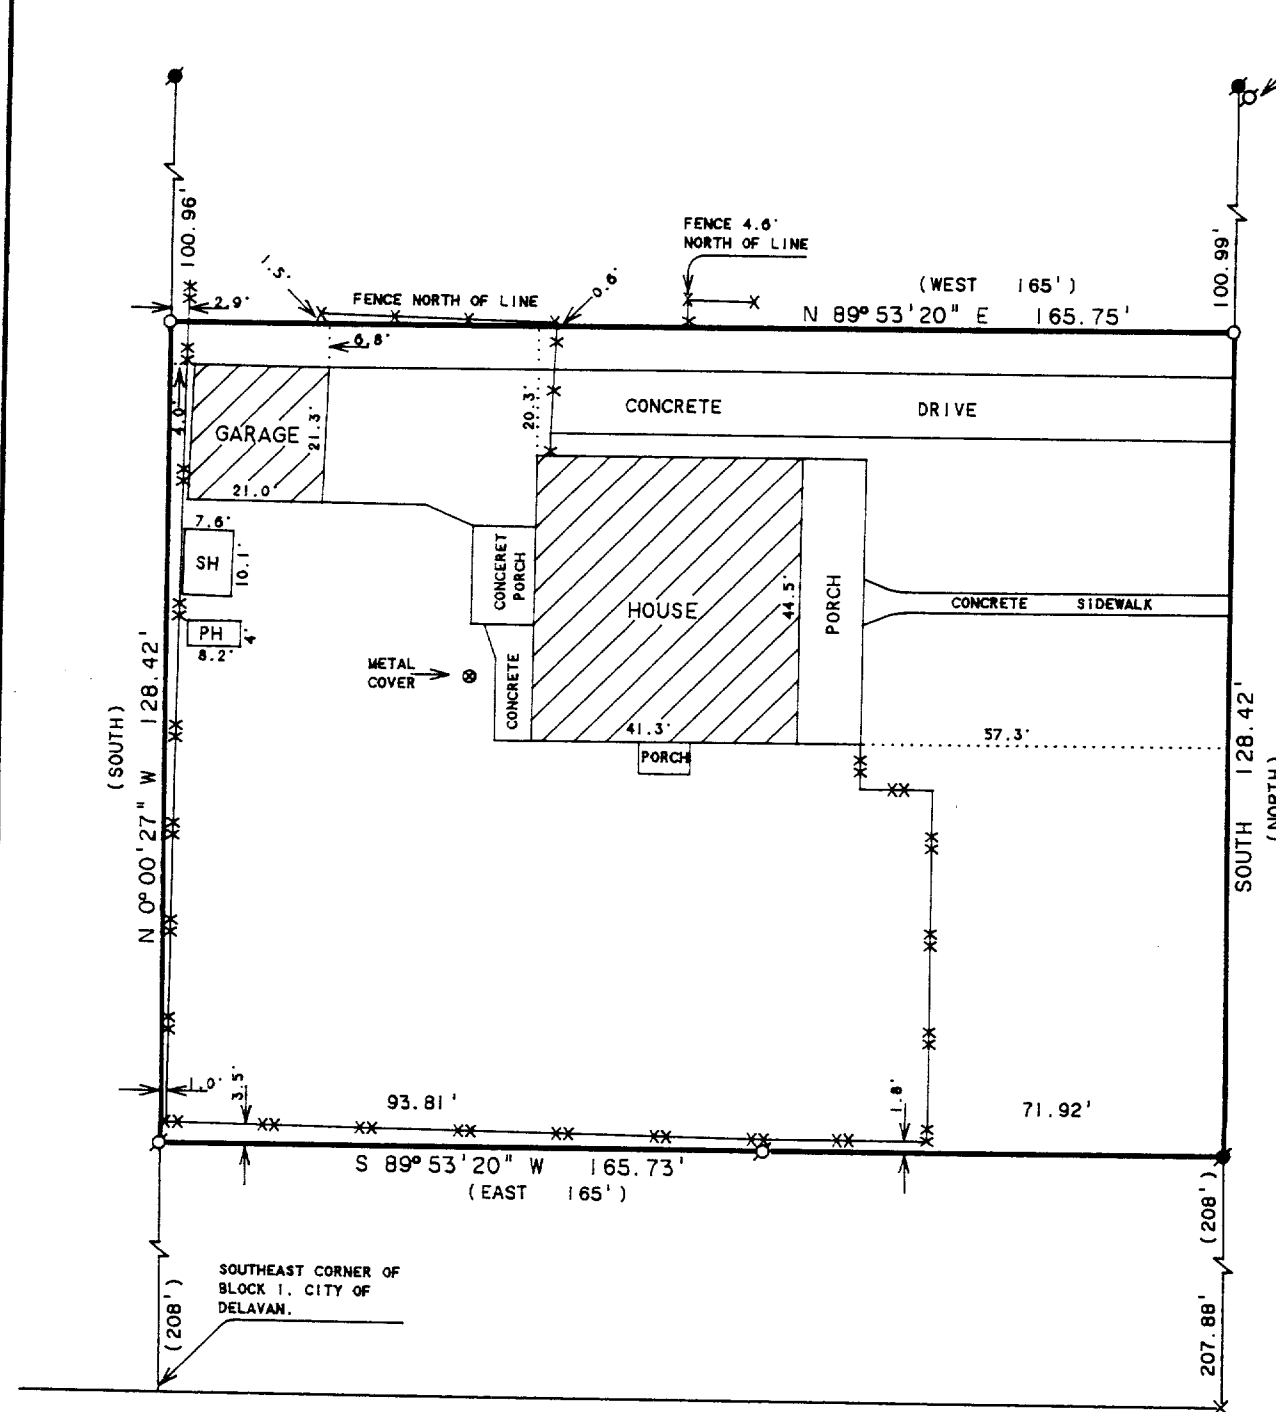 100.96'
100.99'
FENCE 4.6'
NORTH OF LINE
1.5'
0.6'
(WEST 165')
2.9'
FENCE NORTH OF LINE
N 89° 53'20" E 165.75'
6.8'
4.0'
GARAGE
21.3'
20.3'
CONCRETE DRIVE
21.0'
7.6'
SH
10.1'
CONCERET
PORCH
HOUSE
44.5'
PORCH
CONCRETE SIDEWALK
PH
4'
8.2'
METAL
COVER
CONCRETE
41.3'
PORCH
57.3'
(SOUTH)
N 0° 00'27" W 128.42'
SOUTH 128.42'
(NORTH)
1.0'
3.5'
93.81'
1.8'
71.92'
S 89° 53'20" W 165.73'
(EAST 165')
(208')
SOUTHEAST CORNER OF
BLOCK 1, CITY OF
DELAVAN.
(208')
207.88'